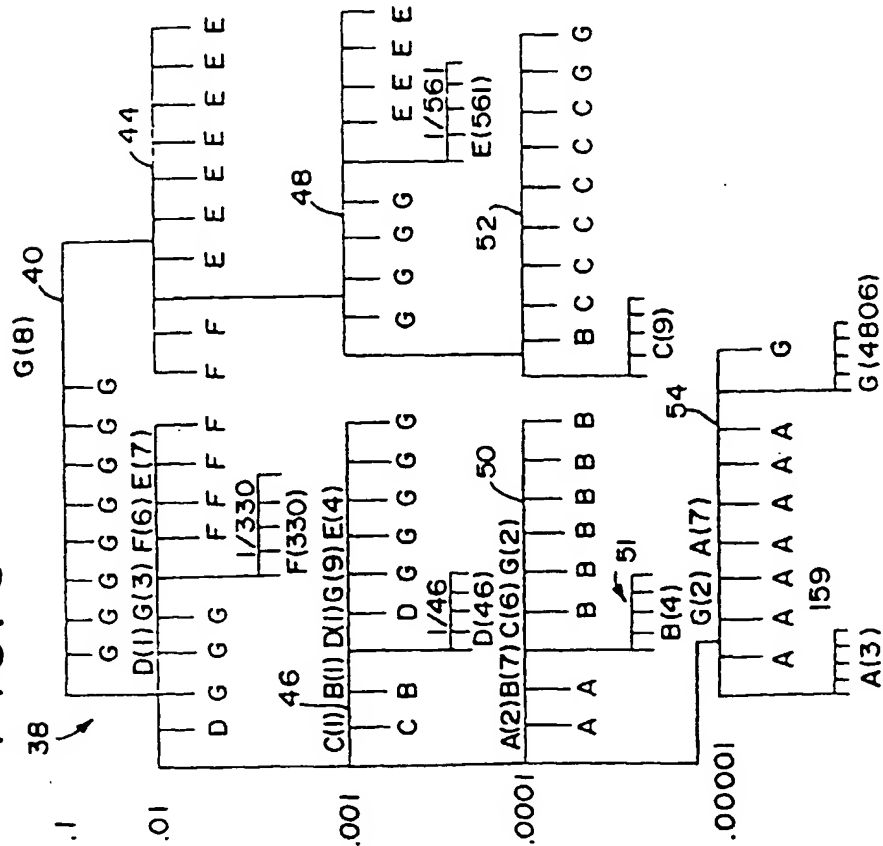 38
G(8)
40
44
.1
G G G G G G G G
D(1) G(3) F(6) E(7)
.01
D G G G F F F F F F E E E E E E E
1/330
F(330)
46
48
C(1) B(1) D(1) G(9) E(4)
.001
C B D G G G G G G G G G E E E E
1/46
D(46)
1/561
E(561)
50
52
A(2) B(7) C(6) G(2)
.0001
A A B B B B B B B C C C C C C G G
51
B(4)
C(9)
54
G(2) A(7)
.00001
A A A A A A A G
159
A(3)
G(4806)